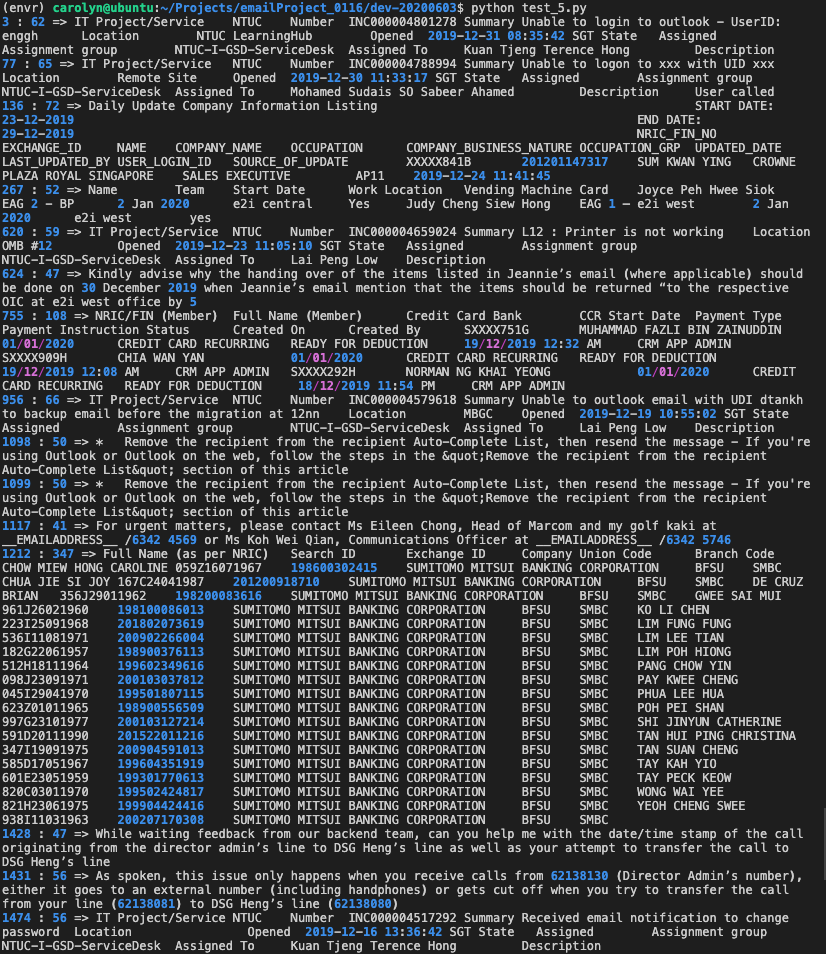 (envr) carolyn@ubuntu:~/Projects/emailProject_0116/dev-20200603$ python test_5.py
3 : 62 => IT Project/Service NTUC Number INC000004801278 Summary Unable to login to outlook – UserID:
enggh Location NTUC LearningHub Opened 2019-12-31 08:35:42 SGT State Assigned
Assignment group NTUC-I-GSD-ServiceDesk Assigned To Kuan Tjeng Terence Hong Description
77 : 65 => IT Project/Service NTUC Number INC000004788994 Summary Unable to logon to xxx with UID xxx
Location Remote Site Opened 2019-12-30 11:33:17 SGT State Assigned Assignment group
NTUC-I-GSD-ServiceDesk Assigned To Mohamed Sudais SO Sabeer Ahamed Description User called
136 : 72 => Daily Update Company Information Listing START DATE:
23-12-2019 END DATE:
29-12-2019 NRIC_FIN_NO
EXCHANGE_ID NAME COMPANY_NAME OCCUPATION COMPANY_BUSINESS_NATURE OCCUPATION_GRP UPDATED_DATE
LAST_UPDATED_BY USER_LOGIN_ID SOURCE_OF_UPDATE XXXXX841B 201201147317 SUM KWAN YING CROWNE
PLAZA ROYAL SINGAPORE SALES EXECUTIVE AP11 2019-12-24 11:41:45
267 : 52 => Name Team Start Date Work Location Vending Machine Card Joyce Peh Hwee Siok
EAG 2 – BP 2 Jan 2020 e2i central Yes Judy Cheng Siew Hong EAG 1 – e2i west 2 Jan
2020 e2i west yes
620 : 59 => IT Project/Service NTUC Number INC000004659024 Summary L12 : Printer is not working Location
OMB #12 Opened 2019-12-23 11:05:10 SGT State Assigned Assignment group
NTUC-I-GSD-ServiceDesk Assigned To Lai Peng Low Description
624 : 47 => Kindly advise why the handing over of the items listed in Jeannie’s email (where applicable) should
be done on 30 December 2019 when Jeannie’s email mention that the items should be returned “to the respective
OIC at e2i west office by 5
755 : 108 => NRIC/FIN (Member) Full Name (Member) Credit Card Bank CCR Start Date Payment Type
Payment Instruction Status Created On Created By SXXXX751G MUHAMMAD FAZLI BIN ZAINUDDIN
01/01/2020 CREDIT CARD RECURRING READY FOR DEDUCTION 19/12/2019 12:32 AM CRM APP ADMIN
SXXXX909H CHIA WAN YAN 01/01/2020 CREDIT CARD RECURRING READY FOR DEDUCTION
19/12/2019 12:08 AM CRM APP ADMIN SXXXX292H NORMAN NG KHAI YEONG 01/01/2020 CREDIT
CARD RECURRING READY FOR DEDUCTION 18/12/2019 11:54 PM CRM APP ADMIN
956 : 66 => IT Project/Service NTUC Number INC000004579618 Summary Unable to outlook email with UDI dtankh
to backup email before the migration at 12nn Location MBGC Opened 2019-12-19 10:55:02 SGT State
Assigned Assignment group NTUC-I-GSD-ServiceDesk Assigned To Lai Peng Low Description
1098 : 50 => * Remove the recipient from the recipient Auto-Complete List, then resend the message – If you're
using Outlook or Outlook on the web, follow the steps in the &quot;Remove the recipient from the recipient
Auto-Complete List&quot; section of this article
1099 : 50 => * Remove the recipient from the recipient Auto-Complete List, then resend the message – If you're
using Outlook or Outlook on the web, follow the steps in the &quot;Remove the recipient from the recipient
Auto-Complete List&quot; section of this article
1117 : 41 => For urgent matters, please contact Ms Eileen Chong, Head of Marcom and my golf kaki at
__EMAILADDRESS__ /6342 4569 or Ms Koh Wei Qian, Communications Officer at __EMAILADDRESS__ /6342 5746
1212 : 347 => Full Name (as per NRIC) Search ID Exchange ID Company Union Code Branch Code
CHOW MIEW HONG CAROLINE 059Z16071967 198600302415 SUMITOMO MITSUI BANKING CORPORATION BFSU SMBC
CHUA JIE SI JOY 167C24041987 201200918710 SUMITOMO MITSUI BANKING CORPORATION BFSU SMBC DE CRUZ
BRIAN 356J29011962 198200083616 SUMITOMO MITSUI BANKING CORPORATION BFSU SMBC GWEE SAI MUI
961J26021960 198100086013 SUMITOMO MITSUI BANKING CORPORATION BFSU SMBC KO LI CHEN
223I25091968 201802073619 SUMITOMO MITSUI BANKING CORPORATION BFSU SMBC LIM FUNG FUNG
536I11081971 200902266004 SUMITOMO MITSUI BANKING CORPORATION BFSU SMBC LIM LEE TIAN
182G22061957 198900376113 SUMITOMO MITSUI BANKING CORPORATION BFSU SMBC LIM POH HIONG
512H18111964 199602349616 SUMITOMO MITSUI BANKING CORPORATION BFSU SMBC PANG CHOW YIN
098J23091971 200103037812 SUMITOMO MITSUI BANKING CORPORATION BFSU SMBC PAY KWEE CHENG
045I29041970 199501807115 SUMITOMO MITSUI BANKING CORPORATION BFSU SMBC PHUA LEE HUA
623Z01011965 198900556509 SUMITOMO MITSUI BANKING CORPORATION BFSU SMBC POH PEI SHAN
997G23101977 200103127214 SUMITOMO MITSUI BANKING CORPORATION BFSU SMBC SHI JINYUN CATHERINE
591D20111990 201522011216 SUMITOMO MITSUI BANKING CORPORATION BFSU SMBC TAN HUI PING CHRISTINA
347I19091975 200904591013 SUMITOMO MITSUI BANKING CORPORATION BFSU SMBC TAN SUAN CHENG
585D17051967 199604351919 SUMITOMO MITSUI BANKING CORPORATION BFSU SMBC TAY KAH YIO
601E23051959 199301770613 SUMITOMO MITSUI BANKING CORPORATION BFSU SMBC TAY PECK KEOW
820C03011970 199502424817 SUMITOMO MITSUI BANKING CORPORATION BFSU SMBC WONG WAI YEE
821H23061975 199904424416 SUMITOMO MITSUI BANKING CORPORATION BFSU SMBC YEOH CHENG SWEE
938I11031963 200207170308 SUMITOMO MITSUI BANKING CORPORATION BFSU SMBC
1428 : 47 => While waiting feedback from our backend team, can you help me with the date/time stamp of the call
originating from the director admin’s line to DSG Heng’s line as well as your attempt to transfer the call to
DSG Heng’s line
1431 : 56 => As spoken, this issue only happens when you receive calls from 62138130 (Director Admin’s number),
either it goes to an external number (including handphones) or gets cut off when you try to transfer the call
from your line (62138081) to DSG Heng’s line (62138080)
1474 : 56 => IT Project/Service NTUC Number INC000004517292 Summary Received email notification to change
password Location Opened 2019-12-16 13:36:42 SGT State Assigned Assignment group
NTUC-I-GSD-ServiceDesk Assigned To Kuan Tjeng Terence Hong Description